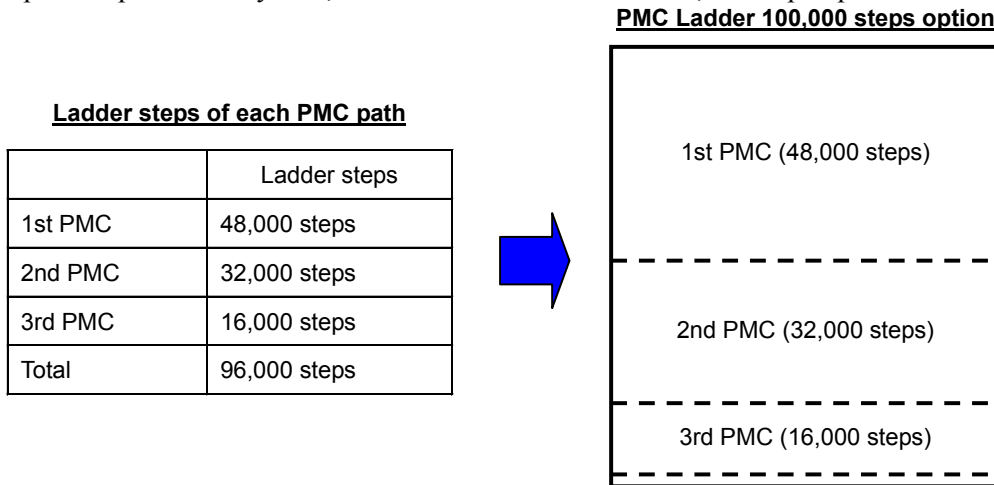 PMC Ladder 100,000 steps option
Ladder steps of each PMC path
Ladder steps
1st PMC 48,000 steps
2nd PMC 32,000 steps
3rd PMC 16,000 steps
Total 96,000 steps
1st PMC (48,000 steps)
2nd PMC (32,000 steps)
3rd PMC (16,000 steps)